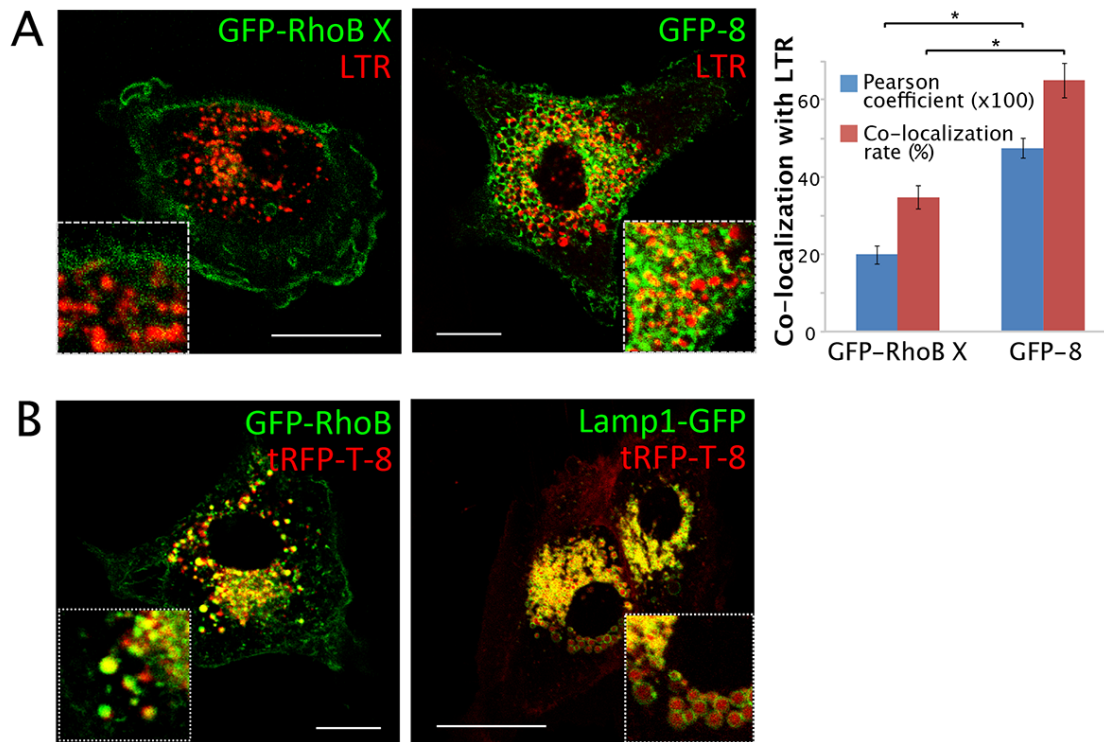 A
GFP-RhoB X
LTR
GFP-8
LTR
Co-localization with LTR
60
40
20
0
*
*
Pearson
coefficient (x100)
Co-localization
rate (%)
GFP-RhoB X
GFP-8
B
GFP-RhoB
tRFP-T-8
Lamp1-GFP
tRFP-T-8